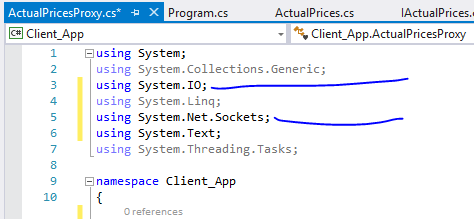 ActualPricesProxy.cs* Program.cs ActualPrices.cs IActualPrices.cs
C# Client_App Client_App.ActualPricesProxy
1 using System;
2 using System.Collections.Generic;
3 using System.IO;
4 using System.Linq;
5 using System.Net.Sockets;
6 using System.Text;
7 using System.Threading.Tasks;
8
9 namespace Client_App
10 {
0 references